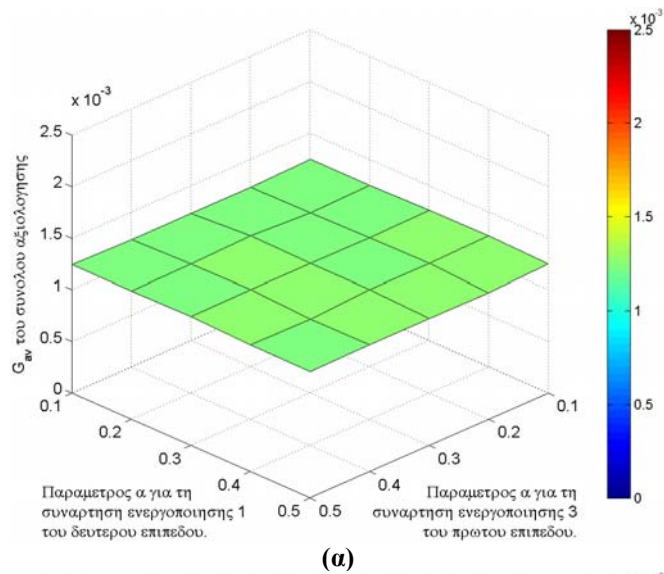 x 10⁻³
x 10⁻³
2.5
2
1.5
1
0.5
0
G_av του συνολου αξιολογησης
0.1
0.2
0.3
0.4
0.5
0.5
0.4
0.3
0.2
0.1
2.5
2
1.5
1
0.5
0
Παραμετρος α για τη
συναρτηση ενεργοποιησης 1
του δευτερου επιπεδου.
Παραμετρος α για τη
συναρτηση ενεργοποιησης 3
του πρωτου επιπεδου.
(α)